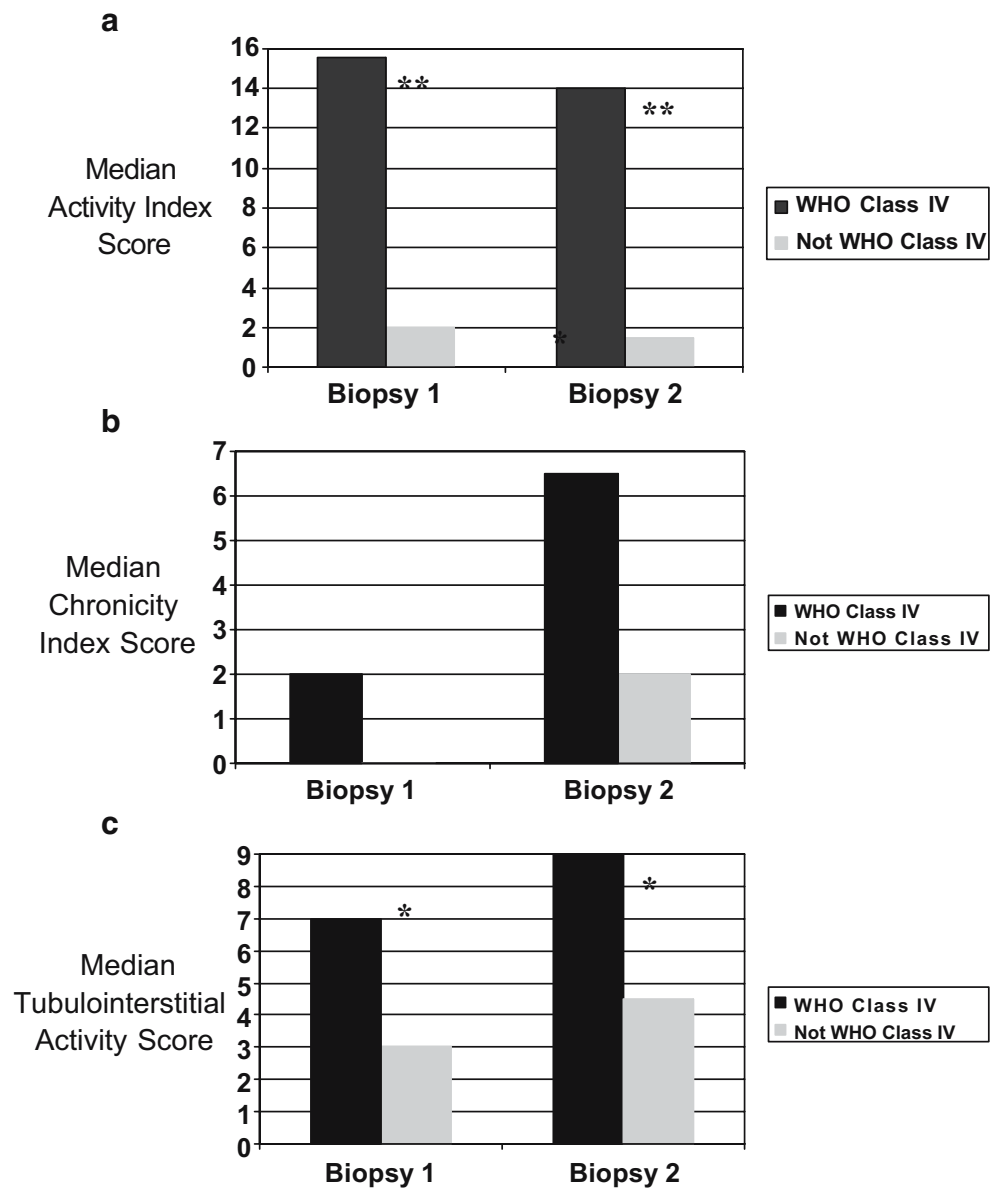 a
16
14
12
10
8
6
4
2
0
Median
Activity Index
Score
**
**
*
Biopsy 1
Biopsy 2
WHO Class IV
Not WHO Class IV
b
7
6
5
4
3
2
1
0
Median
Chronicity
Index Score
Biopsy 1
Biopsy 2
WHO Class IV
Not WHO Class IV
c
9
8
7
6
5
4
3
2
1
0
Median
Tubulointerstitial
Activity Score
*
*
Biopsy 1
Biopsy 2
WHO Class IV
Not WHO Class IV